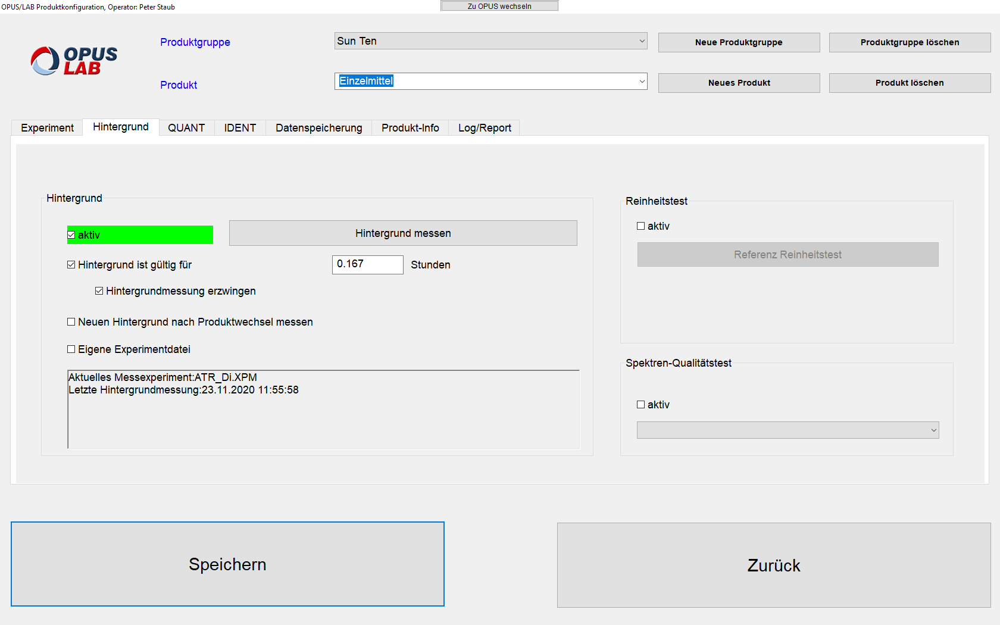 OPUS/LAB Produktkonfiguration, Operator: Peter Staub
Zu OPUS wechseln
OPUS
LAB
Produktgruppe
Sun Ten
Neue Produktgruppe
Produktgruppe löschen
Produkt
Einzelmittel
Neues Produkt
Produkt löschen
Experiment
Hintergrund
QUANT
IDENT
Datenspeicherung
Produkt-Info
Log/Report
Hintergrund
aktiv
Hintergrund messen
Hintergrund ist gültig für
0.167
Stunden
Hintergrundmessung erzwingen
Neuen Hintergrund nach Produktwechsel messen
Eigene Experimentdatei
Aktuelles Messexperiment:ATR_Di.XPM
Letzte Hintergrundmessung:23.11.2020 11:55:58
Reinheitstest
aktiv
Referenz Reinheitstest
Spektren-Qualitätstest
aktiv
Speichern
Zurück